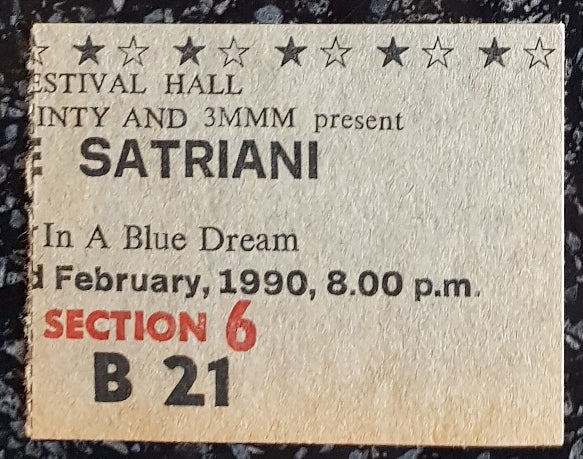 ESTIVAL HALL
INTY AND 3MMM present
E SATRIANI
In A Blue Dream
d February, 1990, 8.00 p.m.
SECTION 6
B 21